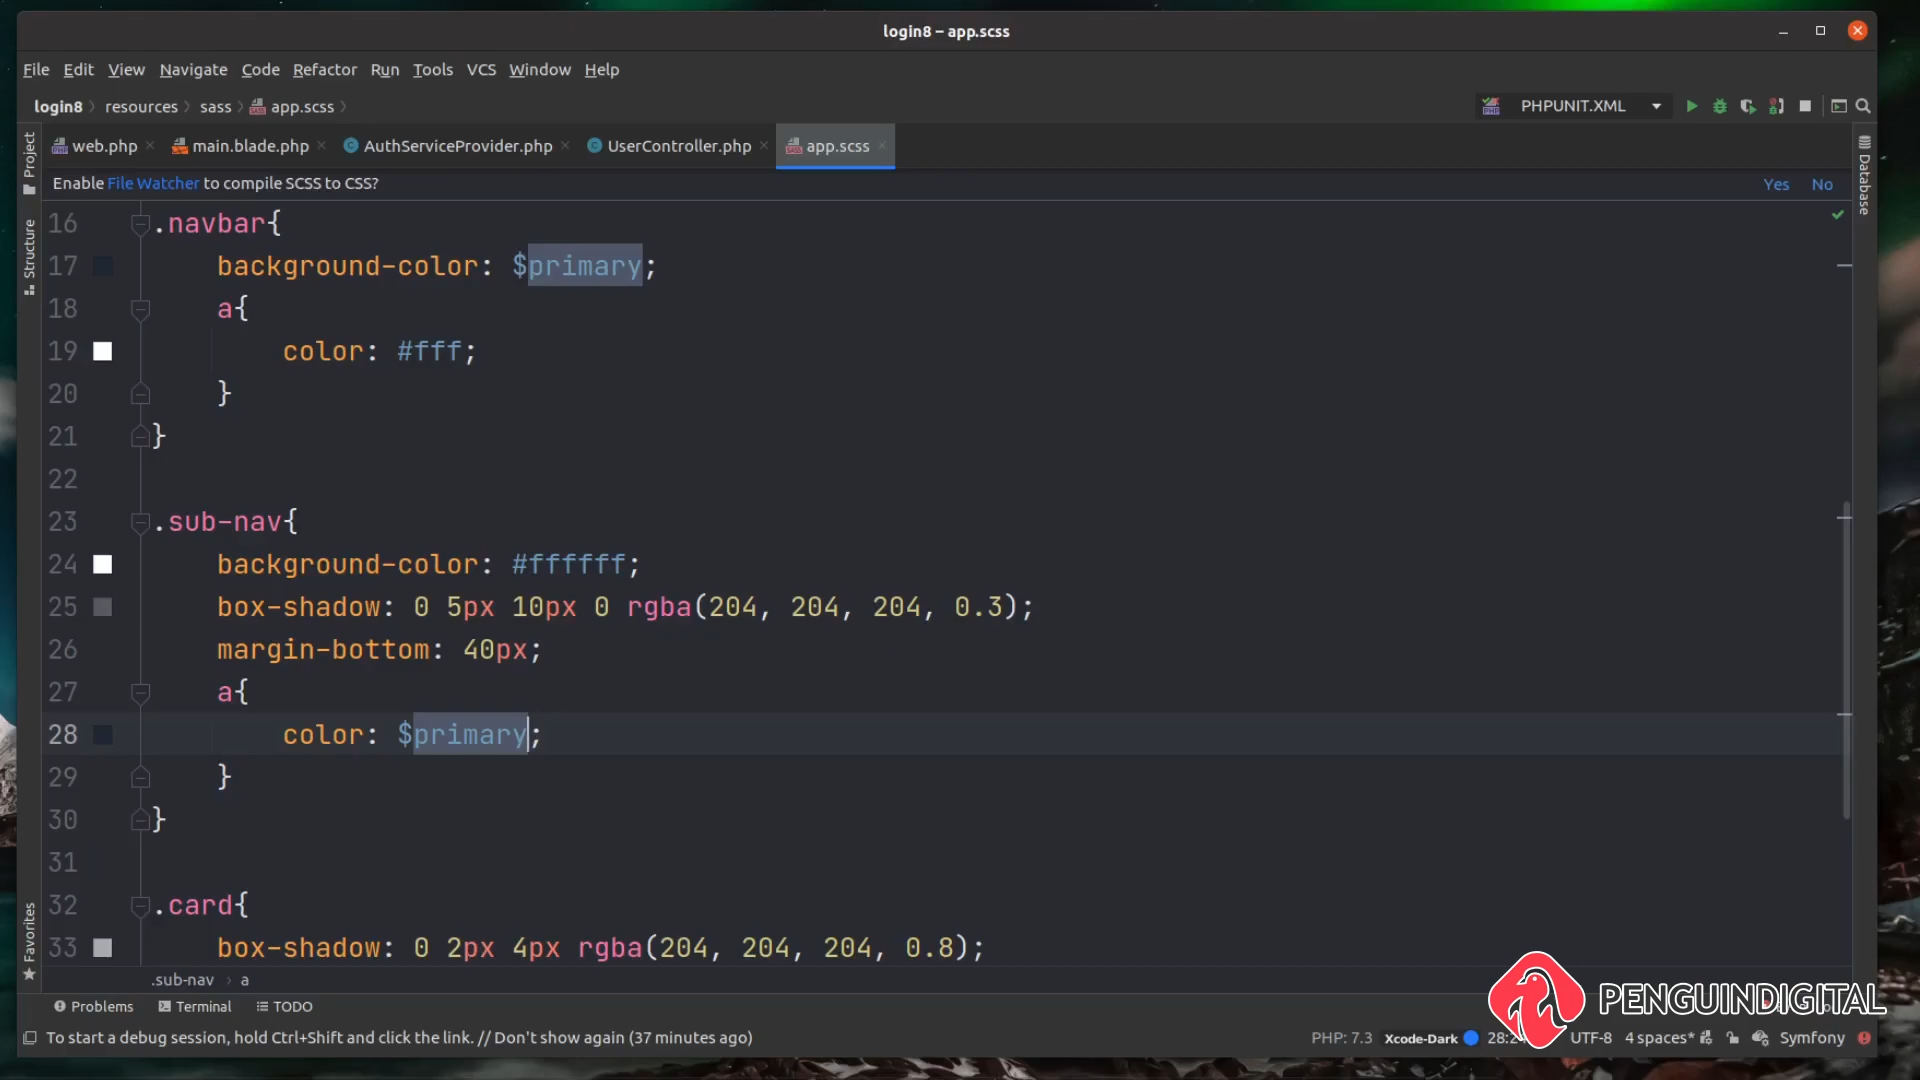 login8 – app.scss
File Edit View Navigate Code Refactor Run Tools VCS Window Help
login8 resources sass app.scss PHPUNIT.XML
web.php main.blade.php AuthServiceProvider.php UserController.php app.scss
Enable File Watcher to compile SCSS to CSS? Yes No
Project
Structure
Favorites
Database
16 .navbar{
17 background-color: $primary;
18 a{
19 color: #fff;
20 }
21 }
22
23 .sub-nav{
24 background-color: #ffffff;
25 box-shadow: 0 5px 10px 0 rgba(204, 204, 204, 0.3);
26 margin-bottom: 40px;
27 a{
28 color: $primary;
29 }
30 }
31
32 .card{
33 box-shadow: 0 2px 4px rgba(204, 204, 204, 0.8);
.sub-nav a
Problems Terminal TODO
PENGUINDIGITAL
To start a debug session, hold Ctrl+Shift and click the link. // Don't show again (37 minutes ago) PHP: 7.3 Xcode-Dark UTF-8 4 spaces* Symfony